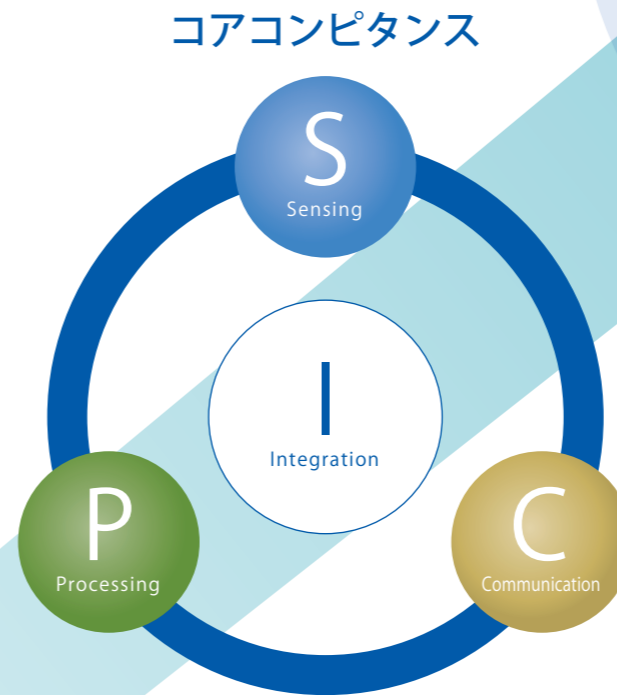 コアコンピタンス
S
Sensing
I
Integration
P
Processing
C
Communication